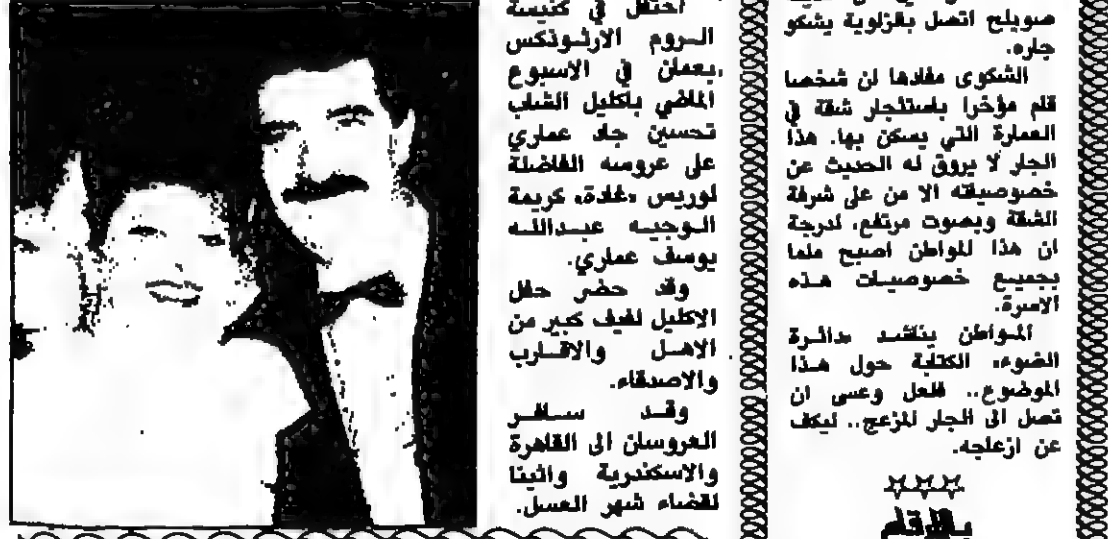 صويلح اتصل بالزاوية يشكو
جاره.
الشكوى مفادها ان شخصا
قام مؤخرا باستئجار شقة في
العمارة التي يسكن بها. هذا
الجار لا يروق له الحديث عن
خصوصيفته الا من على شرفة
الشقة وبصوت مرتفع، لدرجة
ان هذا المواطن اصبح ملما
بجميع خصوصيات هذه
الاسرة.
المواطن يناشد «دائرة
الضوء» الكتابة حول هذا
الموضوع.. فلعل وعسى ان
تصل الى الجار المزعج.. ليكف
عن ازعاجه.
احتفل في كنيسة
الروم الارثوذكس
بعمان في الاسبوع
الماضي باكليل الشاب
تحسين جاد عماري
على عروسه الفاضلة
لوريس «غادة» كريمة
الوجيه عبدالله
يوسف عماري.
وقد حضر حفل
الاكليل لفيف كبير من
الاهل والاقارب
والاصدقاء.
وقد سافر
العروسان الى القاهرة
والاسكندرية واثينا
لقضاء شهر العسل.